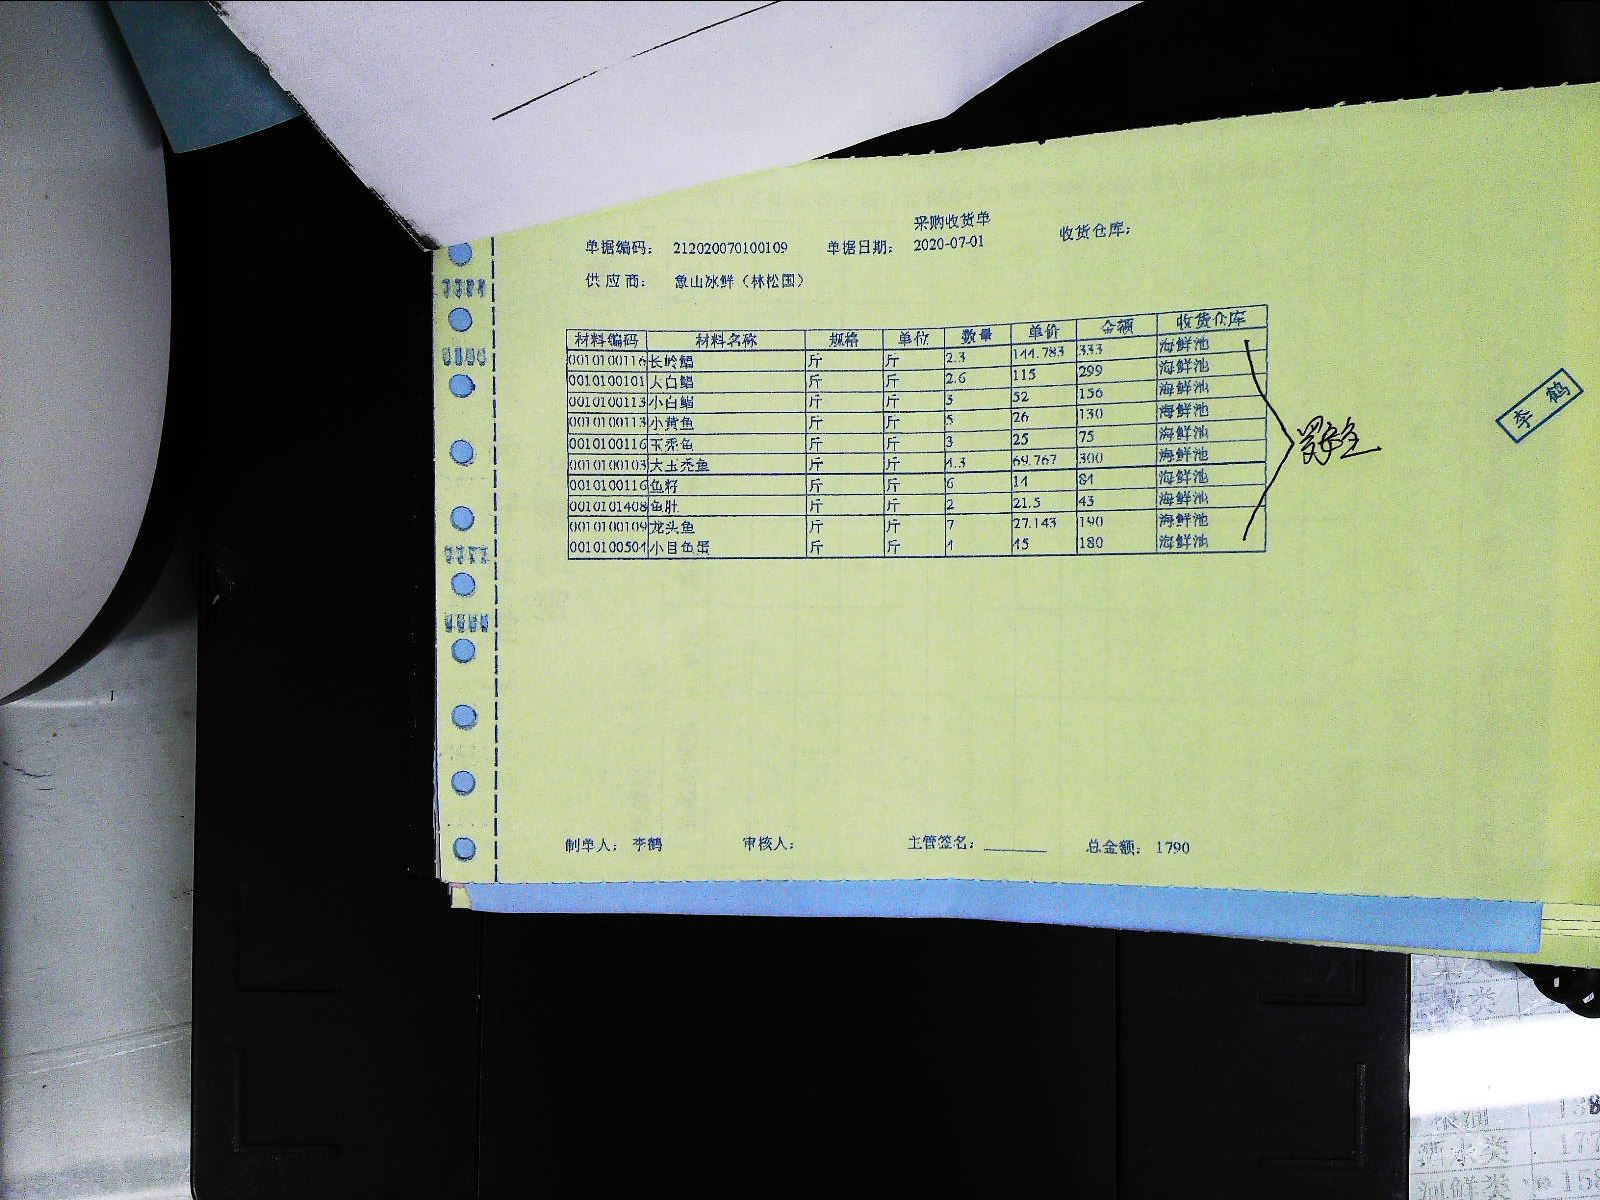 采购收货单
单据编码: 212020070100109 单据日期: 2020-07-01 收货仓库:
供应商: 象山冰鲜(林松国)
材料编码 材料名称 规格 单位 数量 单价 金额 收货仓库
0010100116 长岭鲳 斤 斤 2.3 144.783 333 海鲜池
0010100101 大白鲳 斤 斤 2.6 115 299 海鲜池
0010100113 小白鲳 斤 斤 3 52 156 海鲜池
0010100113 小黄鱼 斤 斤 5 26 130 海鲜池
0010100116 玉秃鱼 斤 斤 3 25 75 海鲜池
0010100103 大玉秃鱼 斤 斤 4.3 69.767 300 海鲜池
0010100116 鱼籽 斤 斤 6 14 84 海鲜池
0010101408 鱼肚 斤 斤 2 21.5 43 海鲜池
0010100109 龙头鱼 斤 斤 7 27.143 190 海鲜池
0010100504 小目鱼蛋 斤 斤 4 45 180 海鲜池
李鹤
制单人: 李鹤 审核人: 主管签名: 总金额: 1790
酒水类 177
河鲜类 158